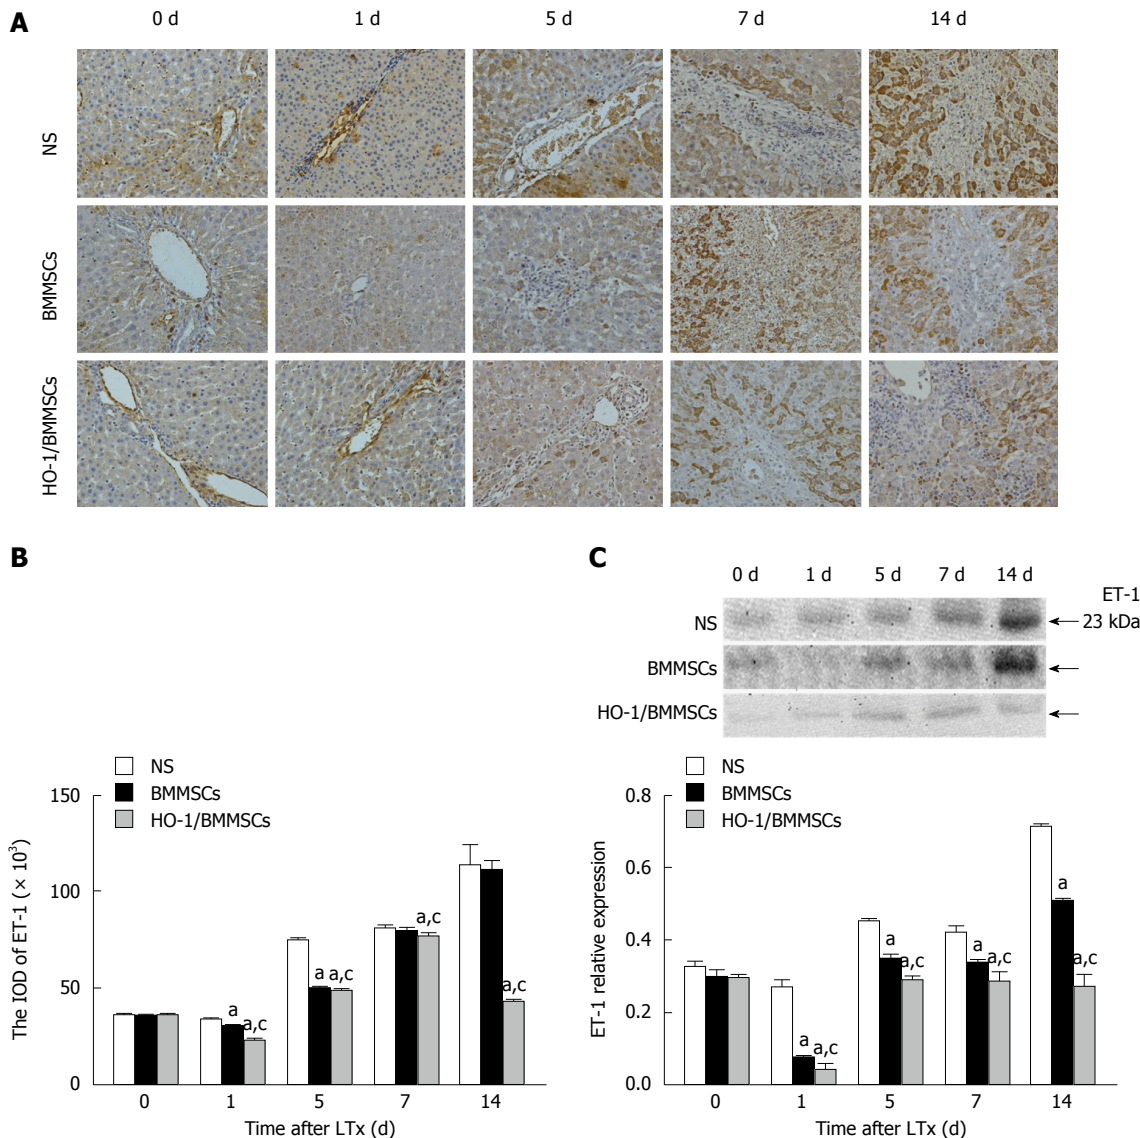 A
0 d 1 d 5 d 7 d 14 d
NS
BMMSCs
HO-1/BMMSCs
B
The IOD of ET-1 (× 10³)
NS
BMMSCs
HO-1/BMMSCs
150
100
50
0
a
a,c
a a,c
a,c
a,c
0 1 5 7 14
Time after LTx (d)
C
0 d 1 d 5 d 7 d 14 d
ET-1
NS
23 kDa
BMMSCs
HO-1/BMMSCs
ET-1 relative expression
NS
BMMSCs
HO-1/BMMSCs
0.8
0.6
0.4
0.2
0.0
a
a,c
a
a,c
a
a,c
a
a,c
0 1 5 7 14
Time after LTx (d)